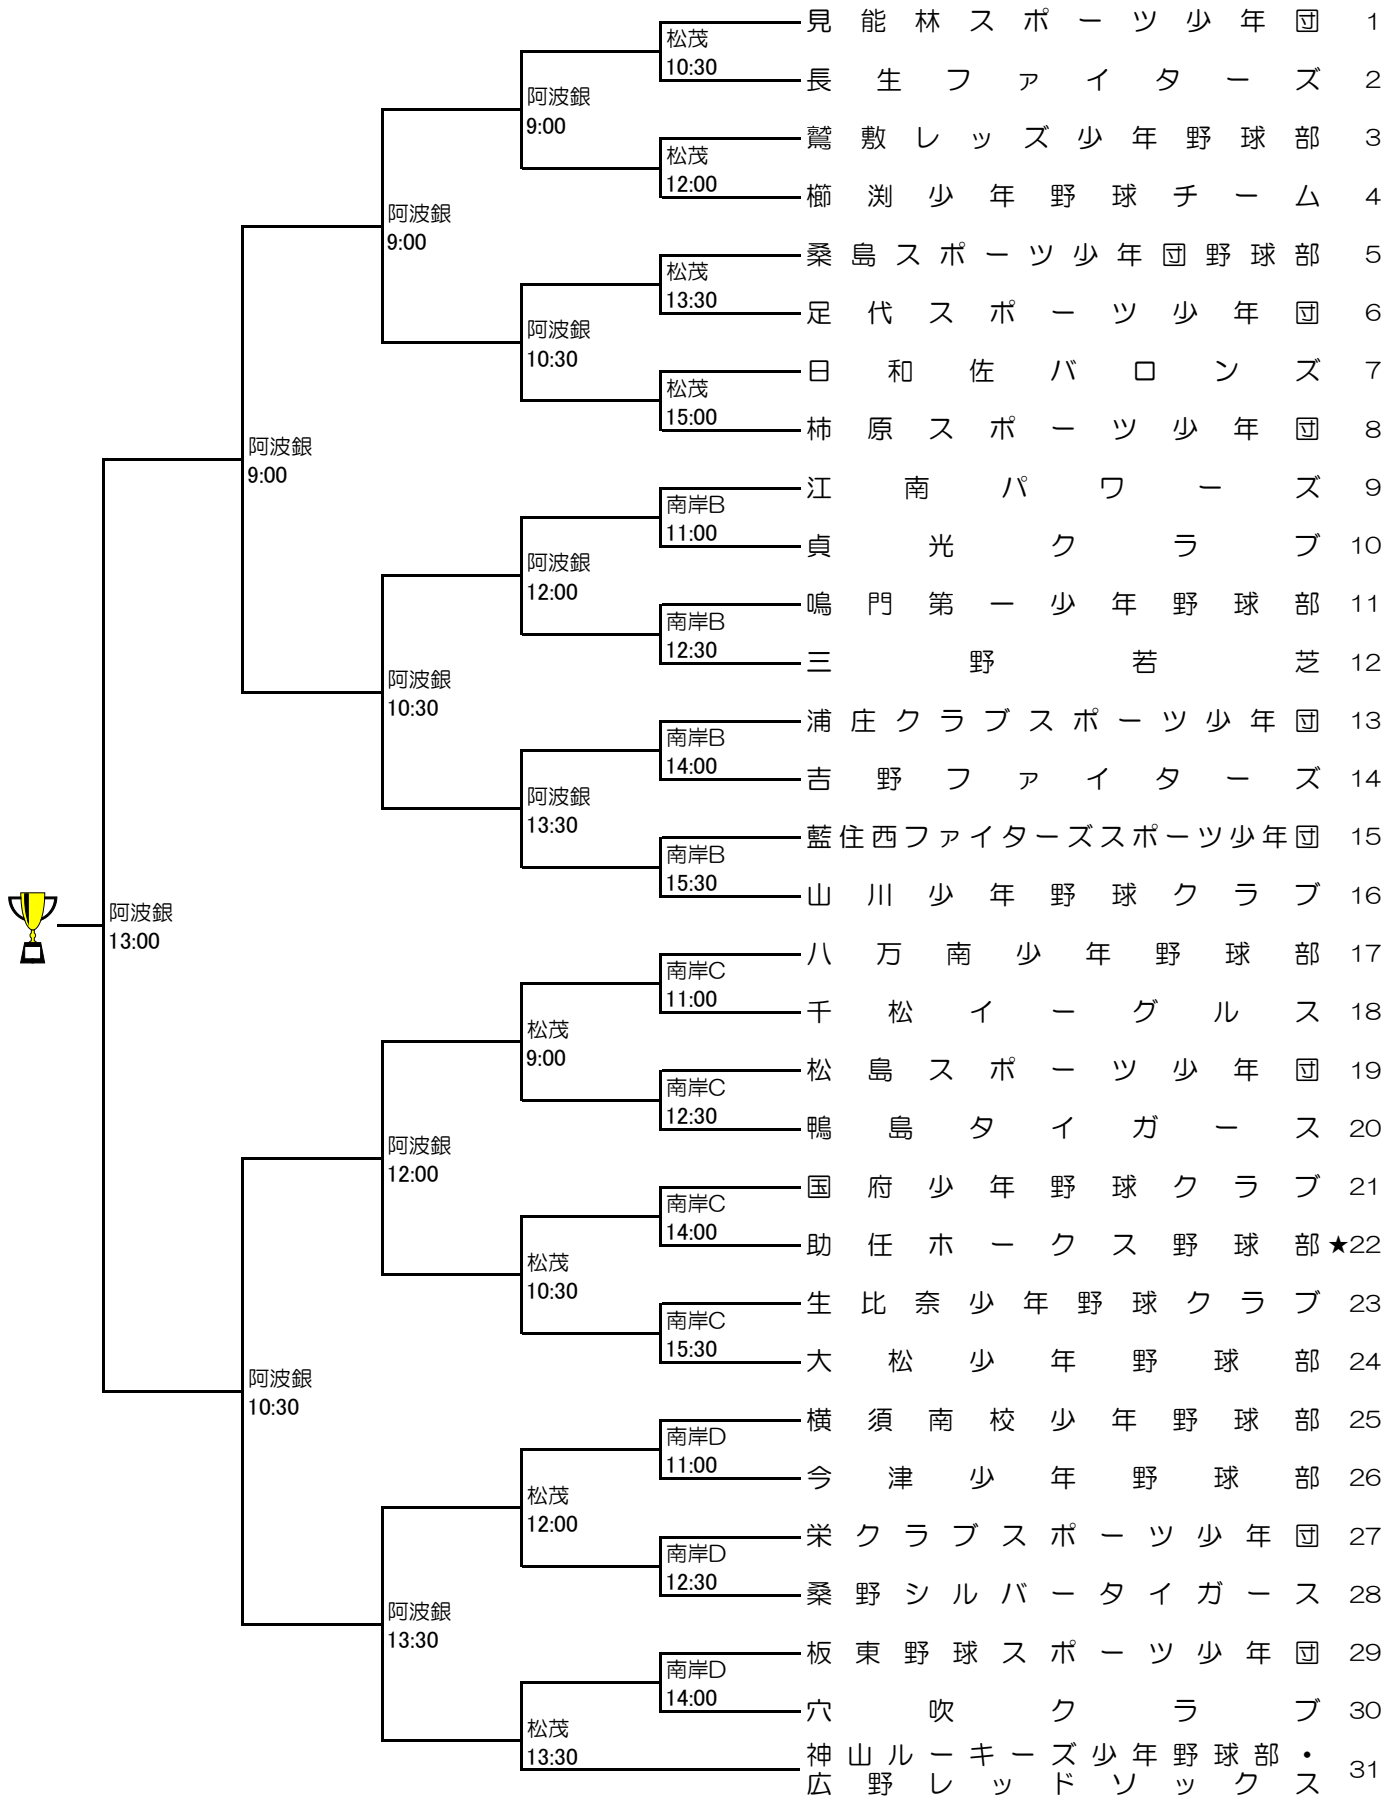 見能林スポーツ少年団 1
松茂
10:30
長生ファイターズ 2
阿波銀
9:00
鷲敷レッズ少年野球部 3
松茂
12:00
櫛渕少年野球チーム 4
阿波銀
9:00
桑島スポーツ少年団野球部 5
松茂
13:30
足代スポーツ少年団 6
阿波銀
10:30
日和佐バロンズ 7
松茂
15:00
柿原スポーツ少年団 8
阿波銀
9:00
江南パワーズ 9
南岸B
11:00
貞光クラブ 10
阿波銀
12:00
鳴門第一少年野球部 11
南岸B
12:30
三野若芝 12
阿波銀
10:30
浦庄クラブスポーツ少年団 13
南岸B
14:00
吉野ファイターズ 14
阿波銀
13:30
藍住西ファイターズスポーツ少年団 15
南岸B
15:30
山川少年野球クラブ 16
阿波銀
13:00
八万南少年野球部 17
南岸C
11:00
千松イーグルス 18
松茂
9:00
松島スポーツ少年団 19
南岸C
12:30
鴨島タイガース 20
阿波銀
12:00
国府少年野球クラブ 21
南岸C
14:00
助任ホークス野球部 ★22
松茂
10:30
生比奈少年野球クラブ 23
南岸C
15:30
大松少年野球部 24
阿波銀
10:30
横須南校少年野球部 25
南岸D
11:00
今津少年野球部 26
松茂
12:00
栄クラブスポーツ少年団 27
南岸D
12:30
桑野シルバータイガース 28
阿波銀
13:30
板東野球スポーツ少年団 29
南岸D
14:00
穴吹クラブ 30
松茂
13:30
神山ルーキーズ少年野球部・
広野レッドソックス 31